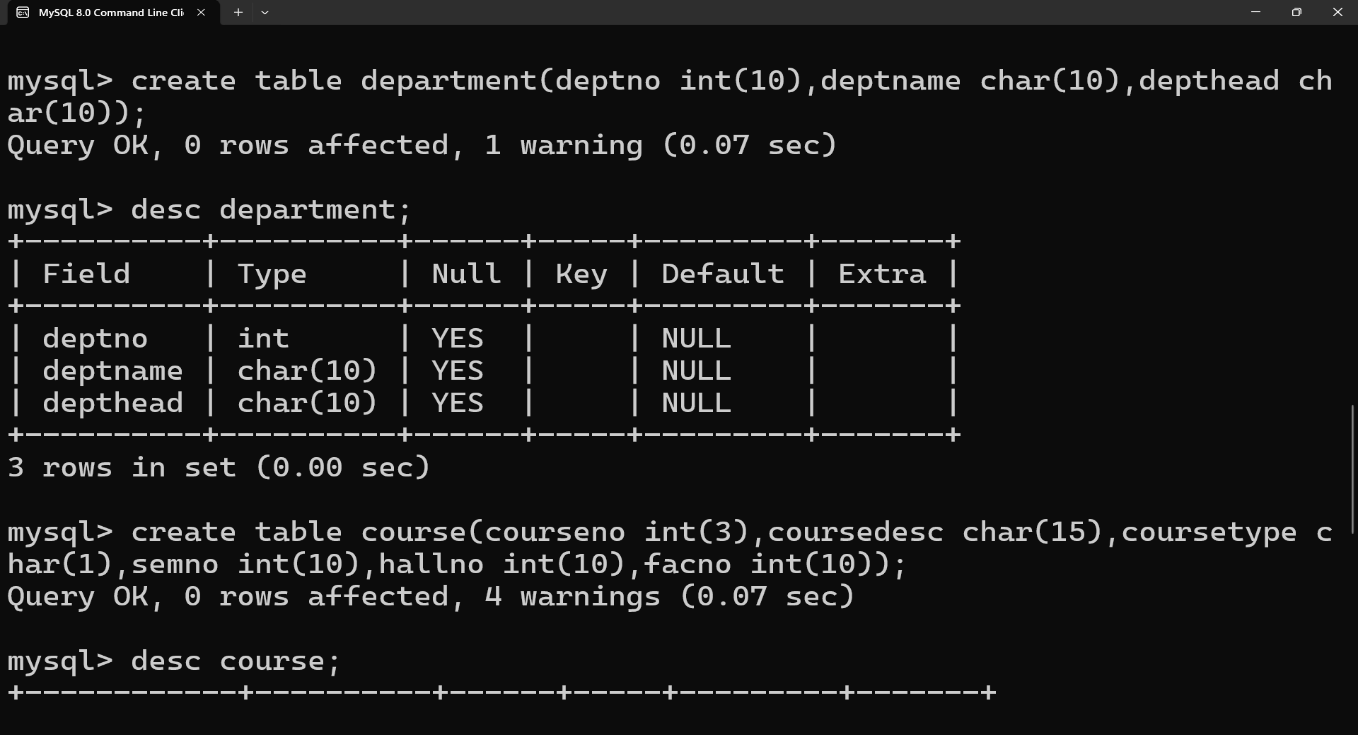 MySQL 8.0 Command Line Cli
mysql> create table department(deptno int(10),deptname char(10),depthead ch
ar(10));
Query OK, 0 rows affected, 1 warning (0.07 sec)
mysql> desc department;
+----------+----------+------+-----+---------+-------+
| Field    | Type     | Null | Key | Default | Extra |
+----------+----------+------+-----+---------+-------+
| deptno   | int      | YES  |     | NULL    |       |
| deptname | char(10) | YES  |     | NULL    |       |
| depthead | char(10) | YES  |     | NULL    |       |
+----------+----------+------+-----+---------+-------+
3 rows in set (0.00 sec)
mysql> create table course(courseno int(3),coursedesc char(15),coursetype c
har(1),semno int(10),hallno int(10),facno int(10));
Query OK, 0 rows affected, 4 warnings (0.07 sec)
mysql> desc course;
+------------+----------+------+-----+---------+-------+